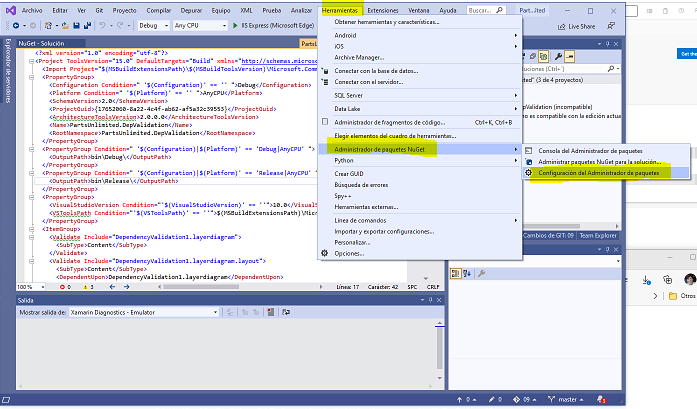 Archivo Editar Ver Git Proyecto Compilar Depurar Equipo XML Prueba Analizar Herramientas Extensiones Ventana Ayuda Buscar... Part...ited
Debug Any CPU IIS Express (Microsoft Edge) Live Share
Explorador de servidores
NuGet - Solución
<?xml version="1.0" encoding="utf-8"?>
<Project ToolsVersion="15.0" DefaultTargets="Build" xmlns="http://schemas.microsoft
<Import Project="$(MSBuildExtensionsPath)\$(MSBuildToolsVersion)\Microsoft.Comm
<PropertyGroup>
<Configuration Condition=" '$(Configuration)' == '' ">Debug</Configuration>
<Platform Condition=" '$(Platform)' == '' ">AnyCPU</Platform>
<SchemaVersion>2.0</SchemaVersion>
<ProjectGuid>{17652060-8a22-4c4f-ab62-af5a32c39553}</ProjectGuid>
<ArchitectureToolsVersion>2.0.0.0</ArchitectureToolsVersion>
<Name>PartsUnlimited.DepValidation</Name>
<RootNamespace>PartsUnlimited.DepValidation</RootNamespace>
</PropertyGroup>
<PropertyGroup Condition=" '$(Configuration)|$(Platform)' == 'Debug|AnyCPU' ">
<OutputPath>bin\Debug\</OutputPath>
</PropertyGroup>
<PropertyGroup Condition=" '$(Configuration)|$(Platform)' == 'Release|AnyCPU' "
<OutputPath>bin\Release\</OutputPath>
</PropertyGroup>
<PropertyGroup>
<VisualStudioVersion Condition="'$(VisualStudioVersion)' == ''">10.0</Visua
<VSToolsPath Condition="'$(VSToolsPath)' == ''">$(MSBuildExtensionsPath)\Micr
</PropertyGroup>
<ItemGroup>
<Validate Include="DependencyValidation1.layerdiagram">
<SubType>Content</SubType>
</Validate>
<Validate Include="DependencyValidation1.layerdiagram.layout">
<SubType>Content</SubType>
<DependentUpon>DependencyValidation1.layerdiagram</DependentUpon>
100 % 0 3 Línea: 17 Carácter: 42 SPC CRLF
Salida
Mostrar salida de: Xamarin Diagnostics - Emulator
Obtener herramientas y características...
Android
iOS
Archive Manager...
Conectar con la base de datos...
Conectar con el servidor...
SQL Server
Data Lake
Administrador de fragmentos de código... Ctrl+K, Ctrl+B
Elegir elementos del cuadro de herramientas...
Administrador de paquetes NuGet
Python
Crear GUID
Búsqueda de errores
Spy++
Herramientas externas...
Línea de comandos
Importar y exportar configuraciones...
Personalizar...
Opciones...
Consola del Administrador de paquetes
Administrar paquetes NuGet para la solución...
Configuración del Administrador de paquetes
uciones (Ctrl+´)
ted" (3 de 4 proyectos)
pValidation (incompatible)
no es compatible con la edición actua
Cambios de GIT: 09 Team Explorer
0 0 09 master
Get the
Otros